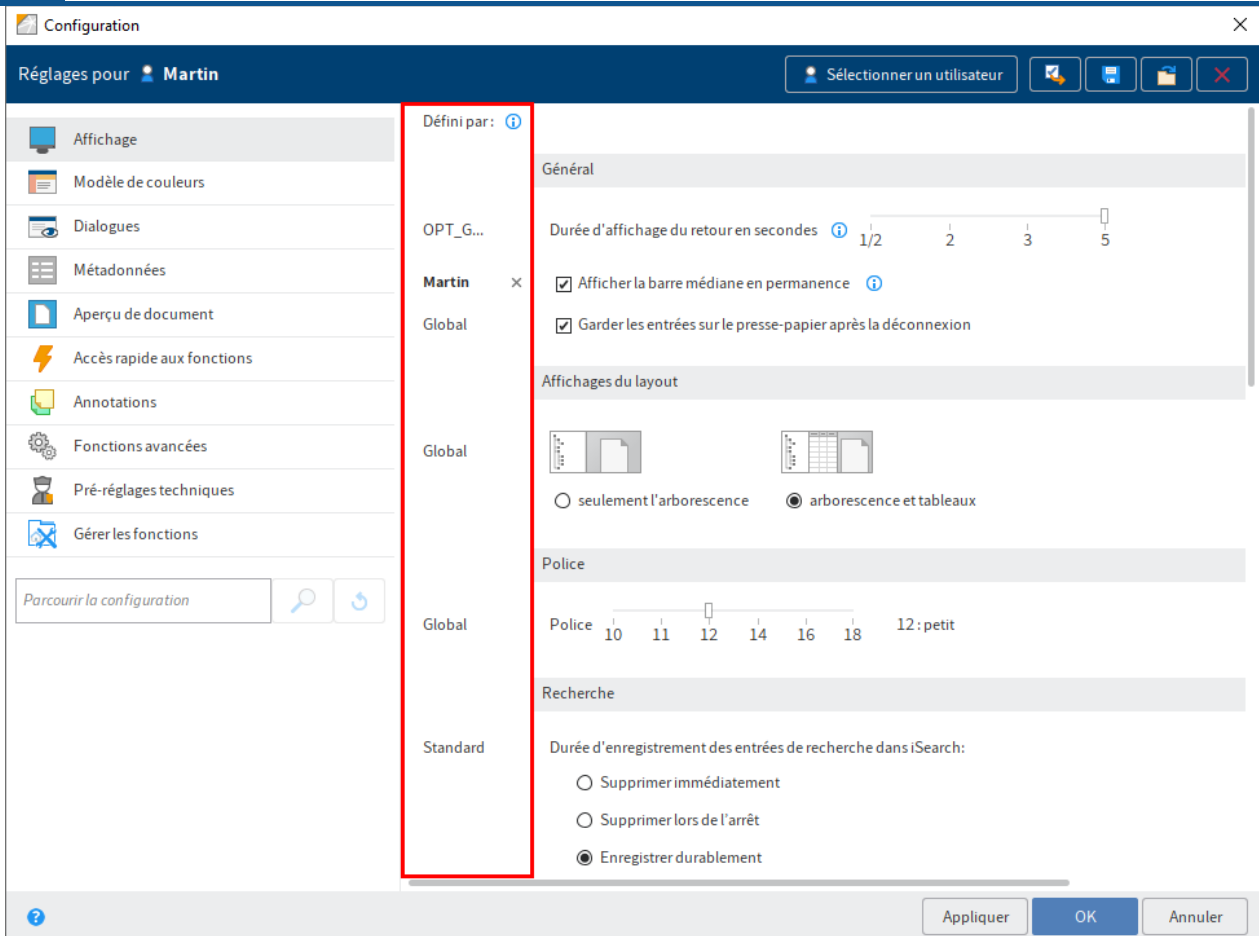 Configuration
Réglages pour Martin
Sélectionner un utilisateur
Affichage
Modèle de couleurs
Dialogues
Métadonnées
Aperçu de document
Accès rapide aux fonctions
Annotations
Fonctions avancées
Pré-réglages techniques
Gérer les fonctions
Parcourir la configuration
Défini par:
Général
OPT_G... Durée d'affichage du retour en secondes
1/2 2 3 5
Martin Afficher la barre médiane en permanence
Global Garder les entrées sur le presse-papier après la déconnexion
Affichages du layout
Global
seulement l'arborescence arborescence et tableaux
Police
Global Police 10 11 12 14 16 18 12 : petit
Recherche
Standard Durée d'enregistrement des entrées de recherche dans iSearch:
Supprimer immédiatement
Supprimer lors de l'arrêt
Enregistrer durablement
Appliquer OK Annuler